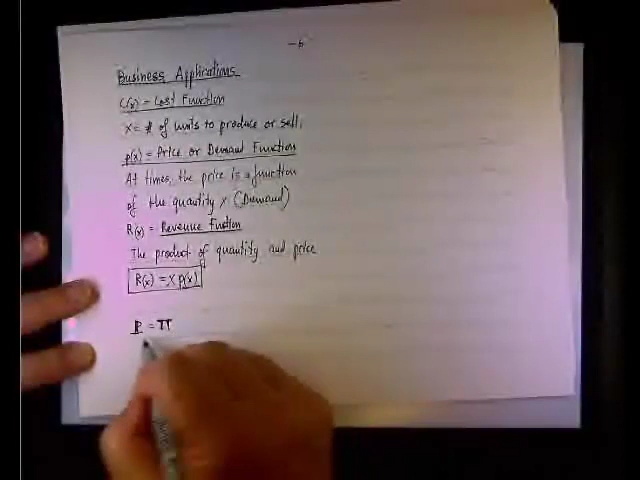 -6-
Business Applications
C(x) = Cost Function
x = # of units to produce or sell.
p(x) = Price or Demand Function
At times, the price is a function
of the quantity x (Demand)
R(x) = Revenue Function
The product of quantity and price
R(x) = x p(x)
P = π